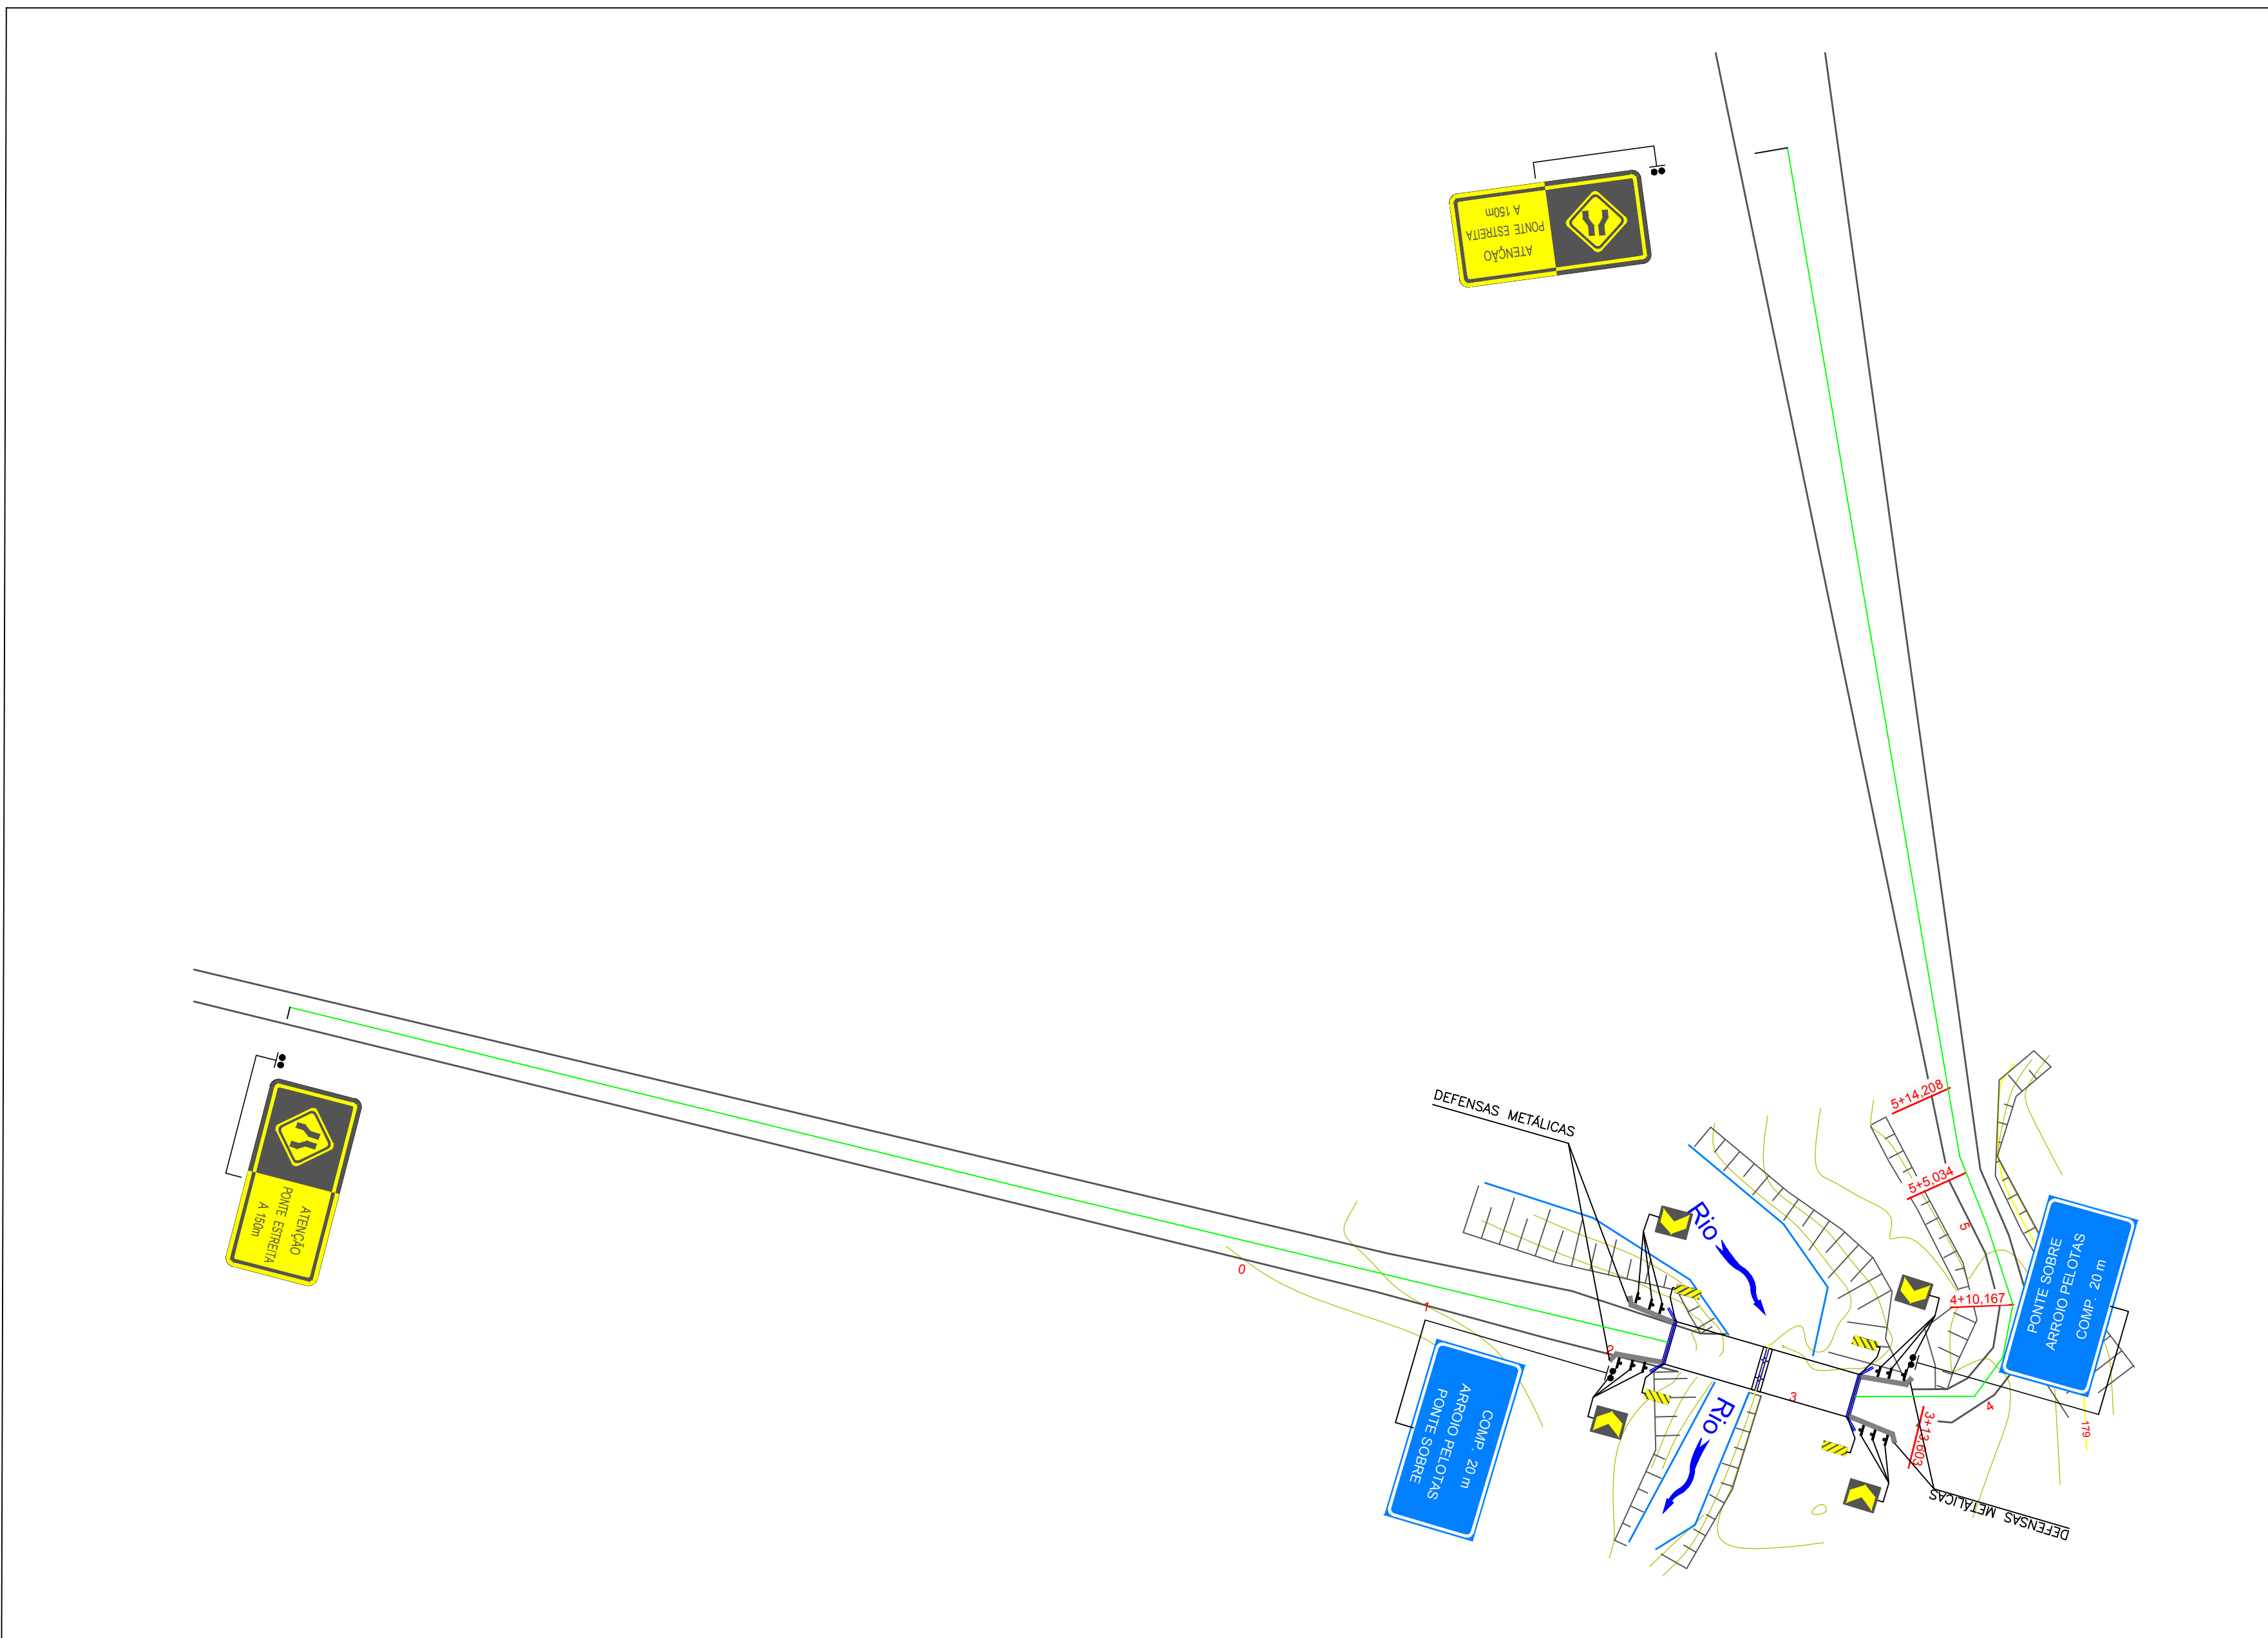 ATENÇÃO
PONTE ESTREITA
A 150m
ATENÇÃO
PONTE ESTREITA
A 150m
DEFENSAS METÁLICAS
Rio
Rio
5+14,208
5+5,034
5
4+10,167
4
3+13,603
3
2
1
0
179
PONTE SOBRE
ARROIO PELOTAS
COMP. 20 m
PONTE SOBRE
ARROIO PELOTAS
COMP. 20 m
DEFENSAS METÁLICAS